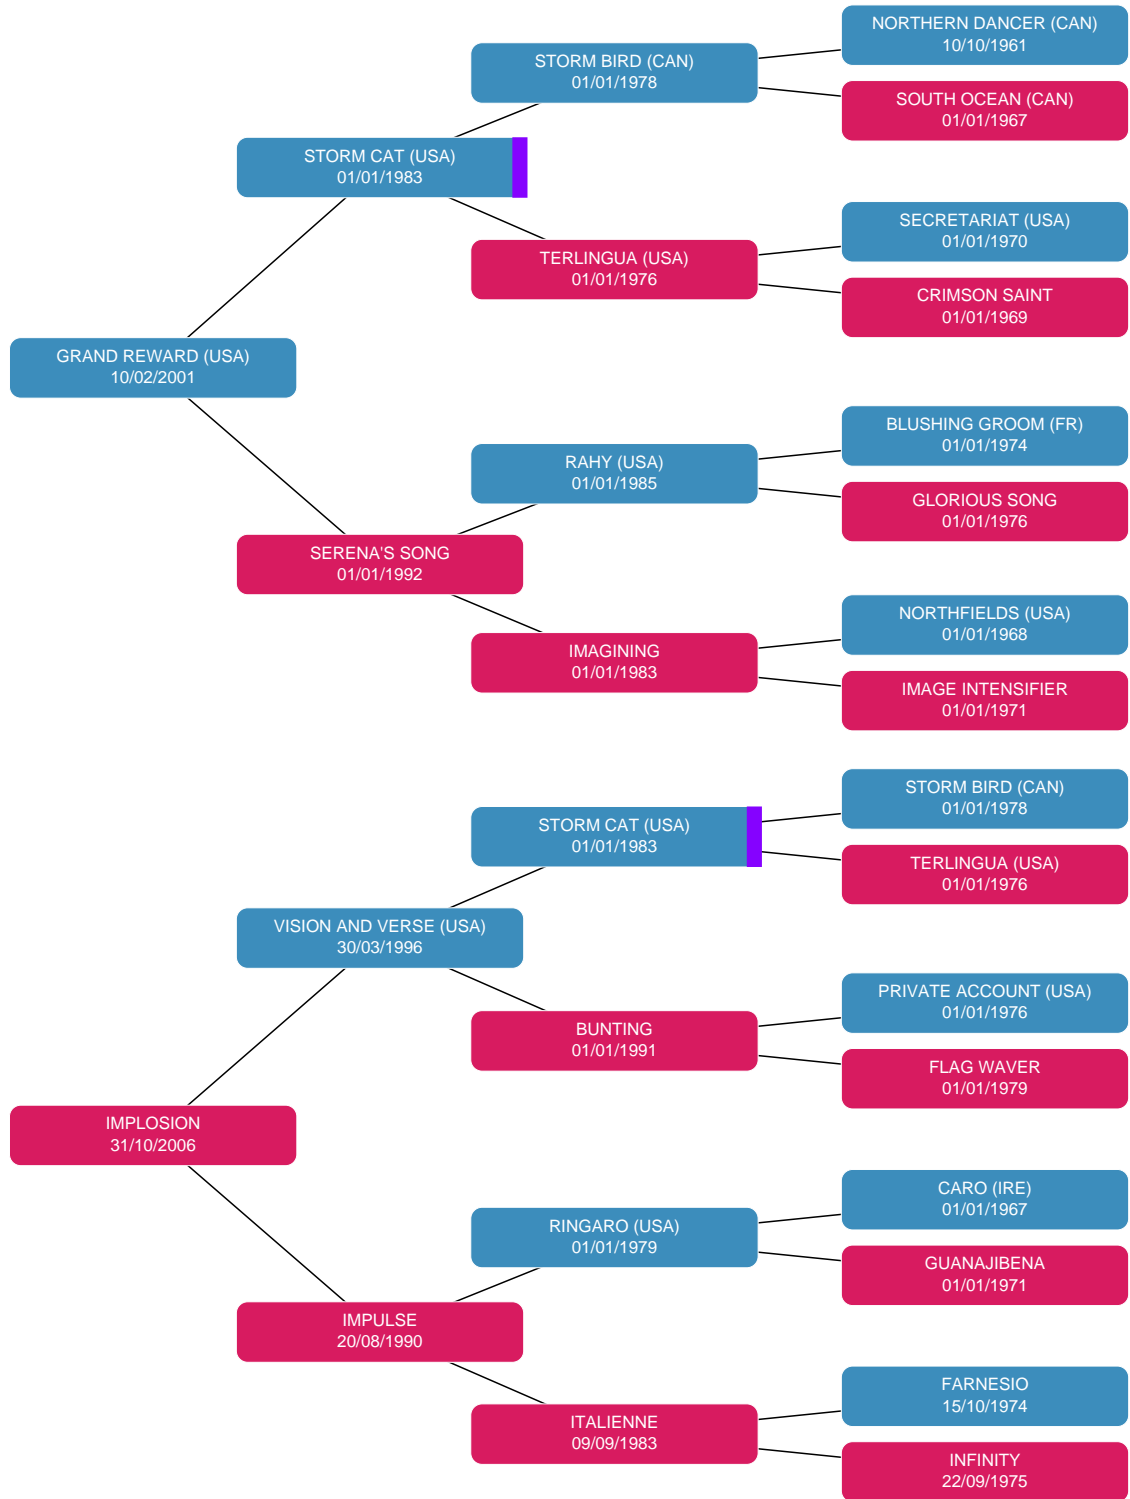 NORTHERN DANCER (CAN)
10/10/1961
STORM BIRD (CAN)
01/01/1978
SOUTH OCEAN (CAN)
01/01/1967
STORM CAT (USA)
01/01/1983
SECRETARIAT (USA)
01/01/1970
TERLINGUA (USA)
01/01/1976
CRIMSON SAINT
01/01/1969
GRAND REWARD (USA)
10/02/2001
BLUSHING GROOM (FR)
01/01/1974
RAHY (USA)
01/01/1985
GLORIOUS SONG
01/01/1976
SERENA'S SONG
01/01/1992
NORTHFIELDS (USA)
01/01/1968
IMAGINING
01/01/1983
IMAGE INTENSIFIER
01/01/1971
STORM BIRD (CAN)
01/01/1978
STORM CAT (USA)
01/01/1983
TERLINGUA (USA)
01/01/1976
VISION AND VERSE (USA)
30/03/1996
PRIVATE ACCOUNT (USA)
01/01/1976
BUNTING
01/01/1991
FLAG WAVER
01/01/1979
IMPLOSION
31/10/2006
CARO (IRE)
01/01/1967
RINGARO (USA)
01/01/1979
GUANAJIBENA
01/01/1971
IMPULSE
20/08/1990
FARNESIO
15/10/1974
ITALIENNE
09/09/1983
INFINITY
22/09/1975